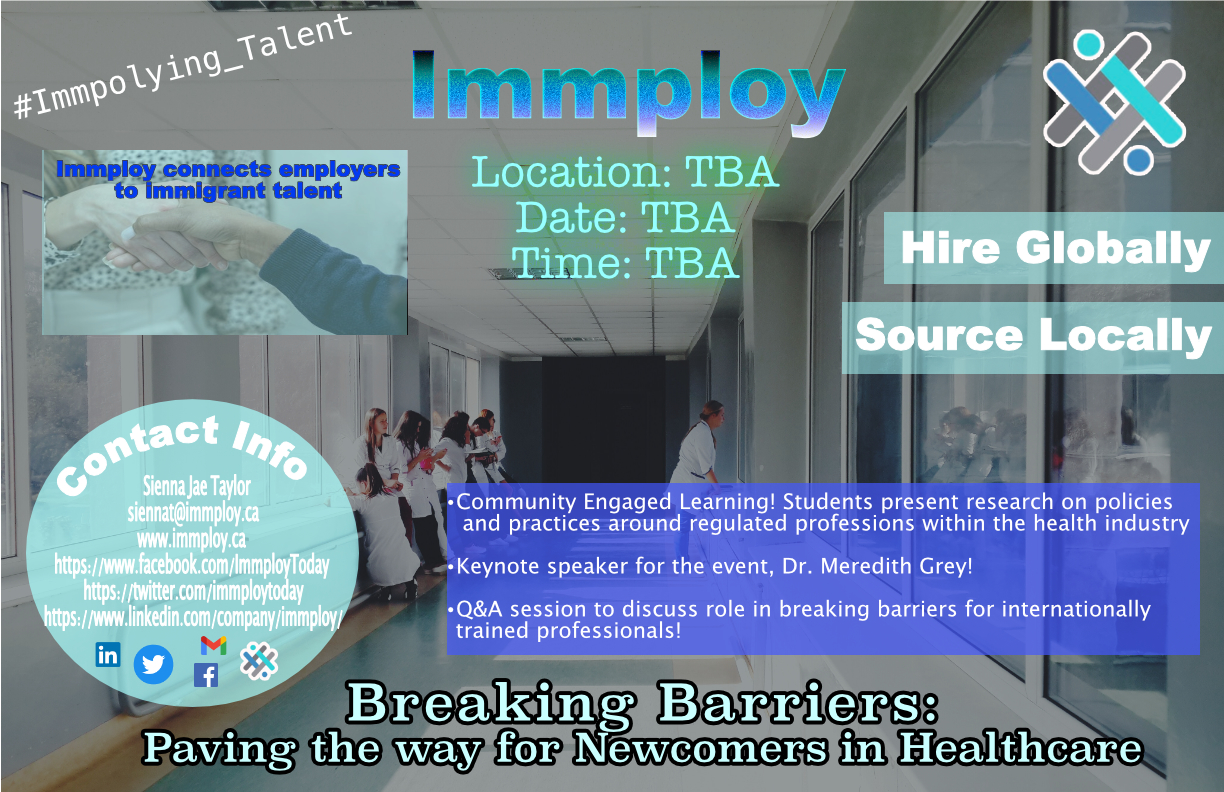 #Immpolying_Talent
Immploy
Location: TBA
Date: TBA
Time: TBA
Immploy connects employers
to immigrant talent
Hire Globally
Source Locally
Contact Info
Sienna Jae Taylor
siennat@immploy.ca
www.immploy.ca
https://www.facebook.com/ImmployToday
https://twitter.com/immploytoday
https://www.linkedin.com/company/immploy/
in
f
•Community Engaged Learning! Students present research on policies
and practices around regulated professions within the health industry
•Keynote speaker for the event, Dr. Meredith Grey!
•Q&A session to discuss role in breaking barriers for internationally
trained professionals!
Breaking Barriers:
Paving the way for Newcomers in Healthcare